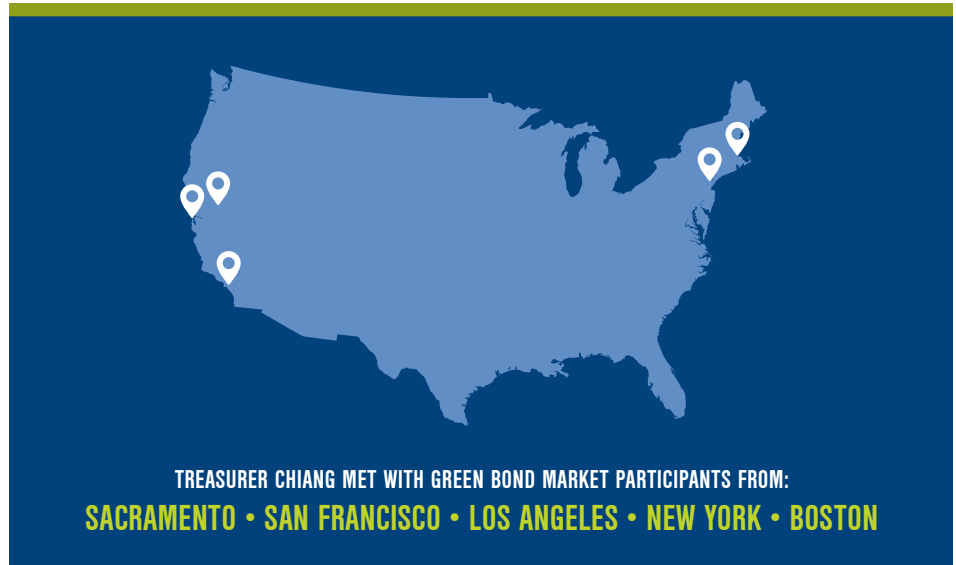 TREASURER CHIANG MET WITH GREEN BOND MARKET PARTICIPANTS FROM:
SACRAMENTO • SAN FRANCISCO • LOS ANGELES • NEW YORK • BOSTON